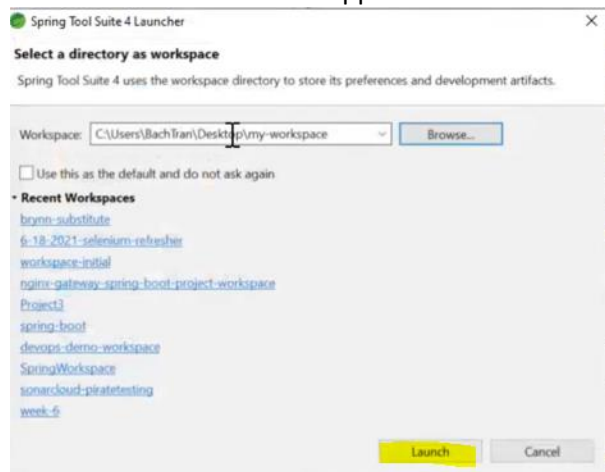 Spring Tool Suite 4 Launcher
Select a directory as workspace
Spring Tool Suite 4 uses the workspace directory to store its preferences and development artifacts.
Workspace: C:\Users\BachTran\Desktop\my-workspace Browse...
Use this as the default and do not ask again
Recent Workspaces
brynn-substitute
6-18-2021-selenium-refresher
workspace-initial
nginx-gateway-spring-boot-project-workspace
Project3
spring-boot
devops-demo-workspace
SpringWorkspace
sonarcloud-piratetesting
week-6
Launch Cancel